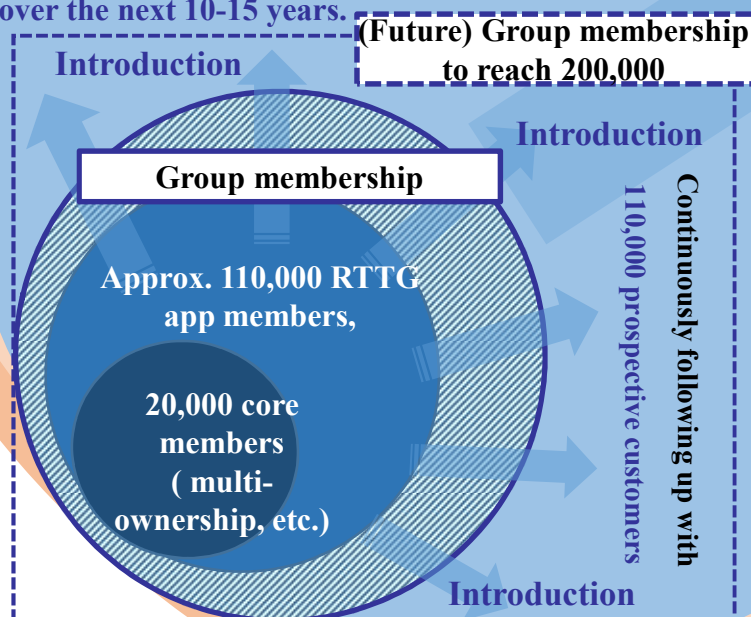 over the next 10-15 years.
(Future) Group membership
to reach 200,000
Introduction
Introduction
Group membership
Approx. 110,000 RTTG
app members,
20,000 core
members
( multi-
ownership, etc.)
Continuously following up with
110,000 prospective customers
Introduction